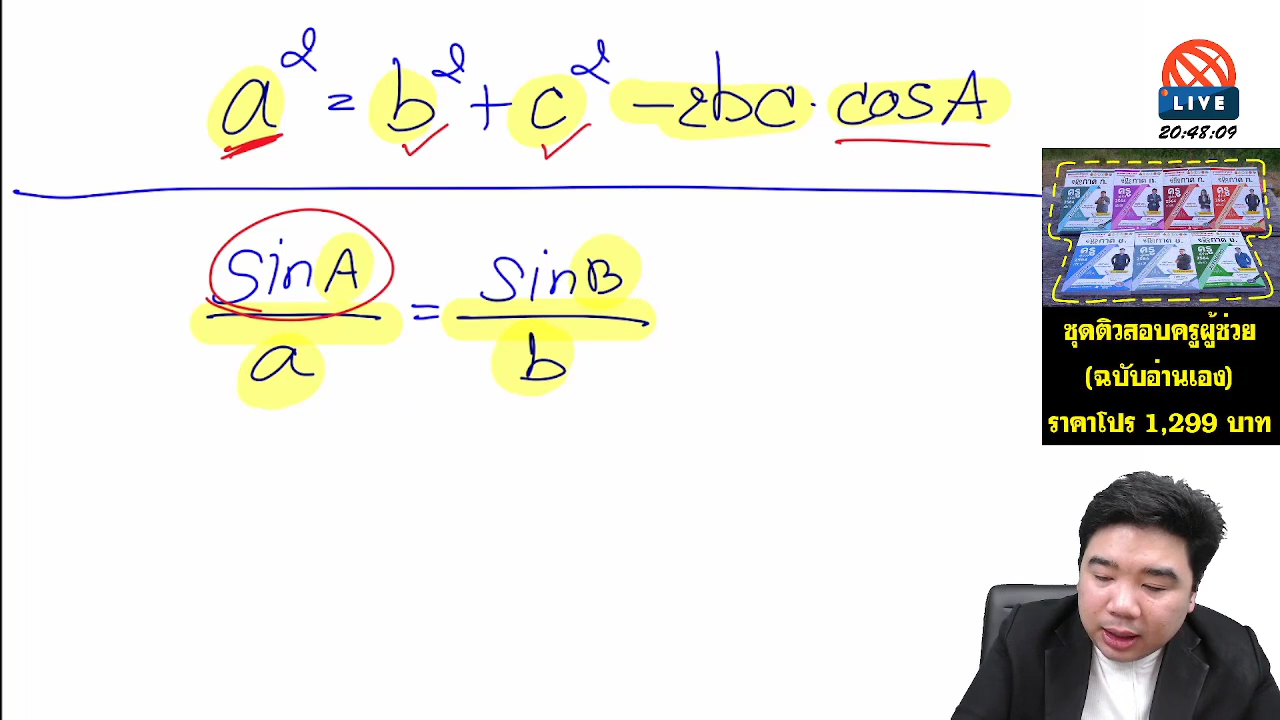 a² = b² + c² - 2bc · cos A
sin A / a = sin B / b
LIVE
20:48:09
ชุดติวสอบครูผู้ช่วย
(ฉบับอ่านเอง)
ราคาโปร 1,299 บาท